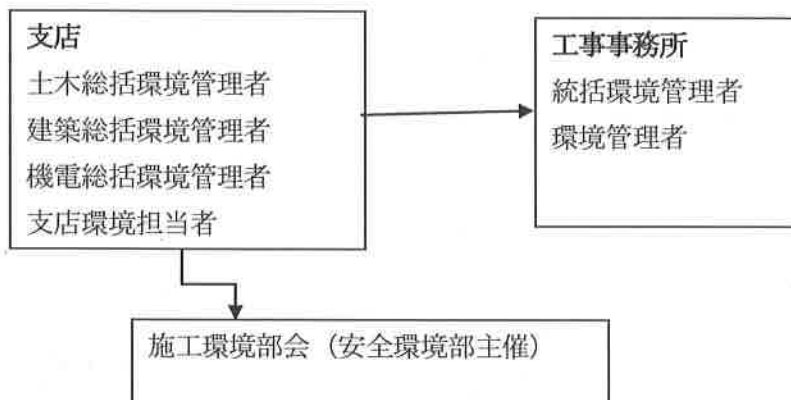 支店
土木総括環境管理者
建築総括環境管理者
機電総括環境管理者
支店環境担当者
工事事務所
統括環境管理者
環境管理者
施工環境部会（安全環境部主催）